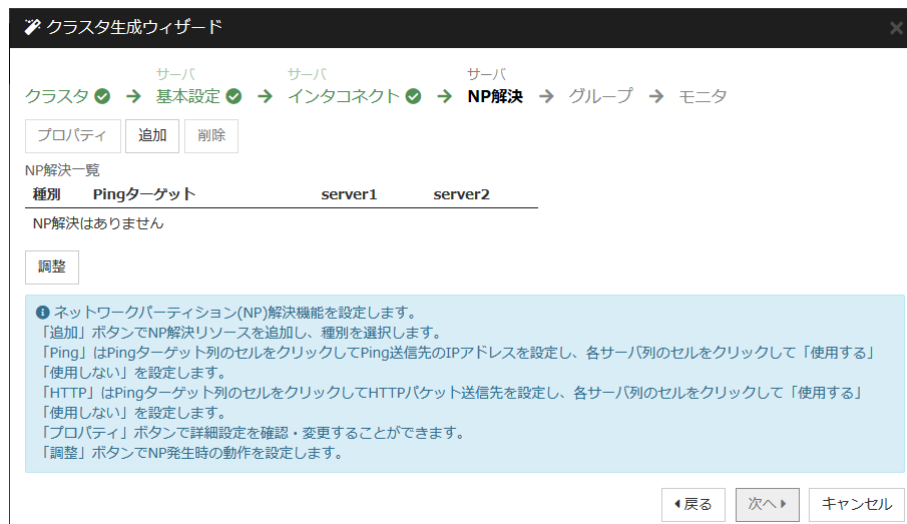 クラスタ生成ウィザード
サーバ サーバ サーバ
クラスタ → 基本設定 → インタコネクト → NP解決 → グループ → モニタ
プロパティ 追加 削除
NP解決一覧
種別 Pingターゲット server1 server2
NP解決はありません
調整
ネットワークパーティション(NP)解決機能を設定します。
「追加」ボタンでNP解決リソースを追加し、種別を選択します。
「Ping」はPingターゲット列のセルをクリックしてPing送信先のIPアドレスを設定し、各サーバ列のセルをクリックして「使用する」
「使用しない」を設定します。
「HTTP」はPingターゲット列のセルをクリックしてHTTPパケット送信先を設定し、各サーバ列のセルをクリックして「使用する」
「使用しない」を設定します。
「プロパティ」ボタンで詳細設定を確認・変更することができます。
「調整」ボタンでNP発生時の動作を設定します。
戻る 次へ キャンセル